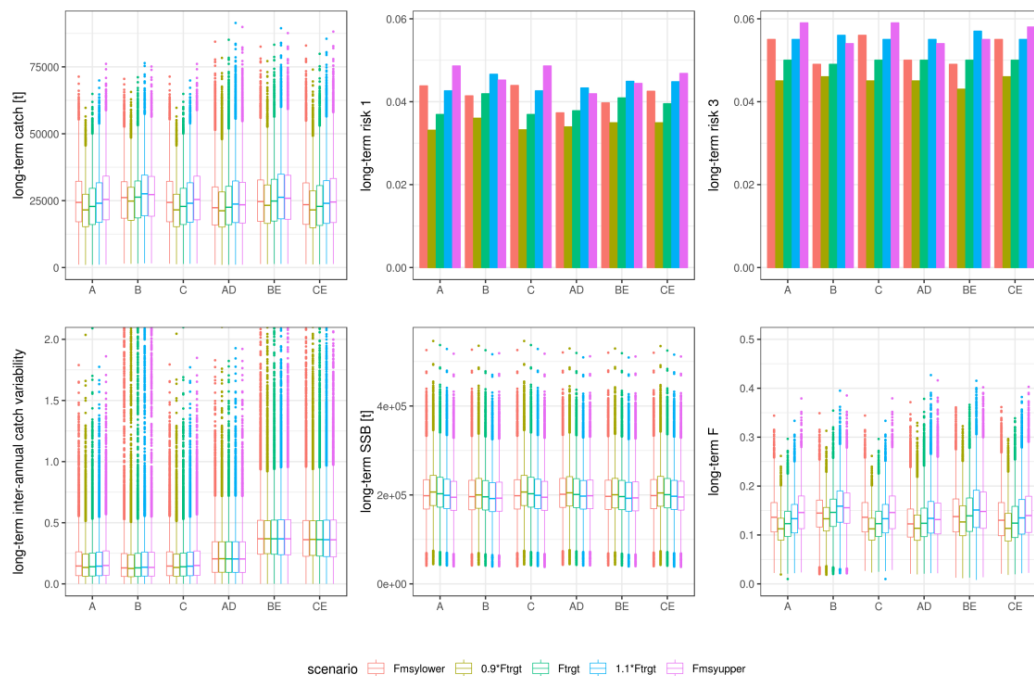 long-term catch [t]
75000
50000
25000
0
A B C AD BE CE
long-term risk 1
0.06
0.04
0.02
0.00
A B C AD BE CE
long-term risk 3
0.06
0.04
0.02
0.00
A B C AD BE CE
long-term inter-annual catch variability
2.0
1.5
1.0
0.5
0.0
A B C AD BE CE
long-term SSB [t]
4e+05
2e+05
0e+00
A B C AD BE CE
long-term F
0.5
0.4
0.3
0.2
0.1
0.0
A B C AD BE CE
scenario Fmsylower 0.9*Ftrgt Ftrgt 1.1*Ftrgt Fmsyupper